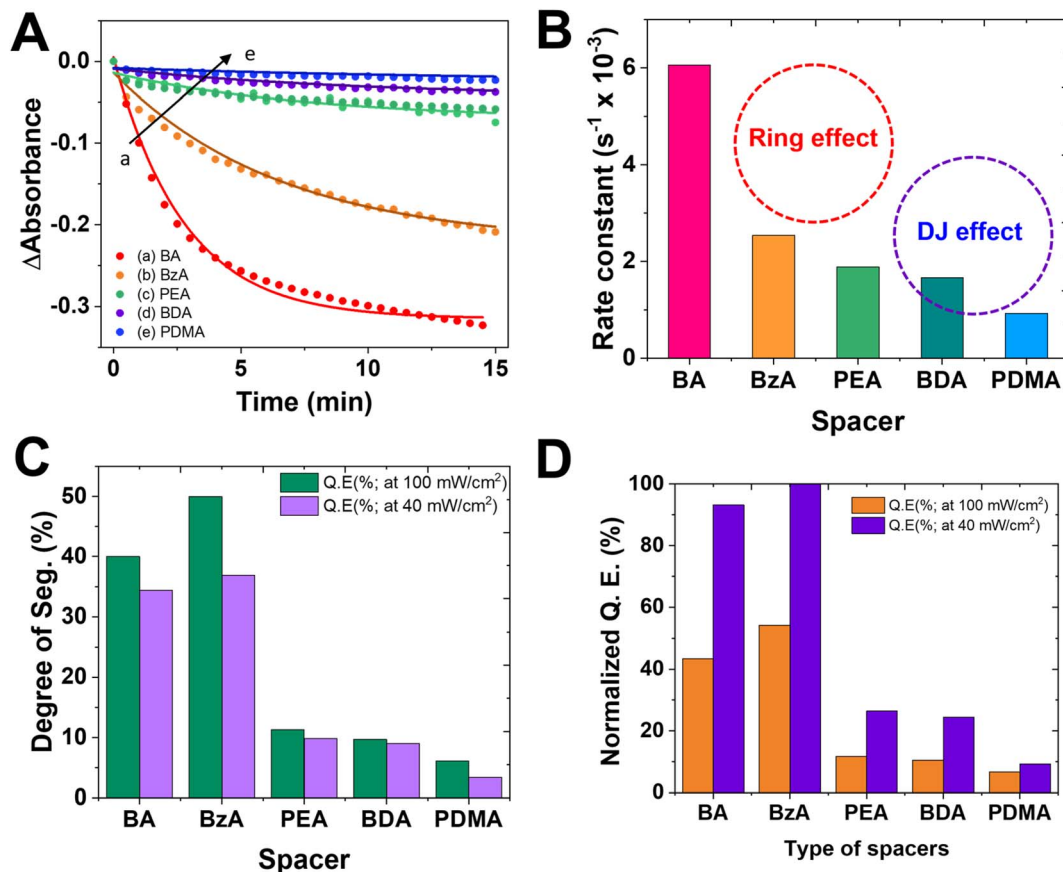 A
ΔAbsorbance
0.0
-0.1
-0.2
-0.3
e
a
(a) BA
(b) BzA
(c) PEA
(d) BDA
(e) PDMA
0
5
10
15
Time (min)
B
Rate constant (s⁻¹ x 10⁻³)
6
4
2
0
Ring effect
DJ effect
BA BzA PEA BDA PDMA
Spacer
C
Degree of Seg. (%)
50
40
30
20
10
0
Q.E(%; at 100 mW/cm²)
Q.E(%; at 40 mW/cm²)
BA BzA PEA BDA PDMA
Spacer
D
Normalized Q. E. (%)
100
80
60
40
20
0
Q.E(%; at 100 mW/cm²)
Q.E(%; at 40 mW/cm²)
BA BzA PEA BDA PDMA
Type of spacers